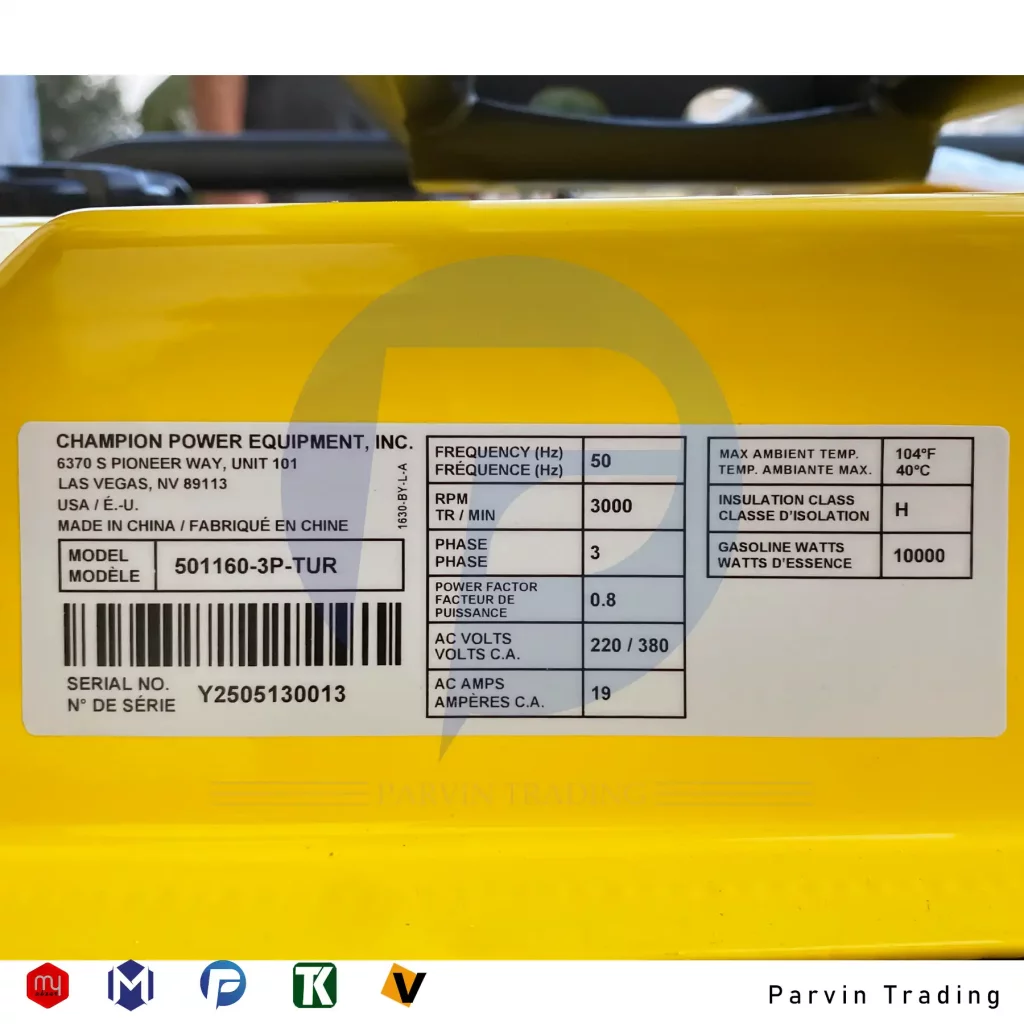 CHAMPION POWER EQUIPMENT, INC.
6370 S PIONEER WAY, UNIT 101
LAS VEGAS, NV 89113
USA / É.-U.
MADE IN CHINA / FABRIQUÉ EN CHINE
1630-BY-L-A
MODEL
MODÈLE
501160-3P-TUR
SERIAL NO.
N° DE SÉRIE
Y2505130013
FREQUENCY (Hz)
FRÉQUENCE (Hz)
50
RPM
TR / MIN
3000
PHASE
PHASE
3
POWER FACTOR
FACTEUR DE
PUISSANCE
0.8
AC VOLTS
VOLTS C.A.
220 / 380
AC AMPS
AMPÈRES C.A.
19
MAX AMBIENT TEMP.
TEMP. AMBIANTE MAX.
104°F
40°C
INSULATION CLASS
CLASSE D'ISOLATION
H
GASOLINE WATTS
WATTS D'ESSENCE
10000
PARVIN TRADING
my
TK
V
Parvin Trading